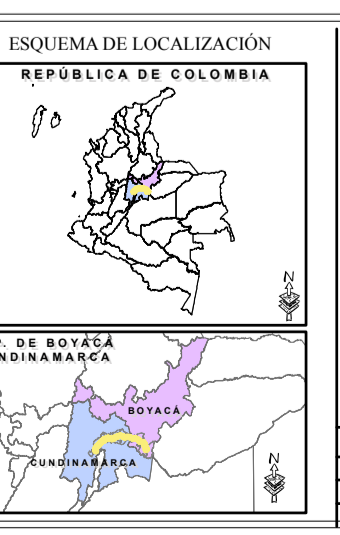 ESQUEMA DE LOCALIZACIÓN
REPÚBLICA DE COLOMBIA
N
. DE BOYACÁ
NDINAMARCA
BOYACÁ
CUNDINAMARCA
N